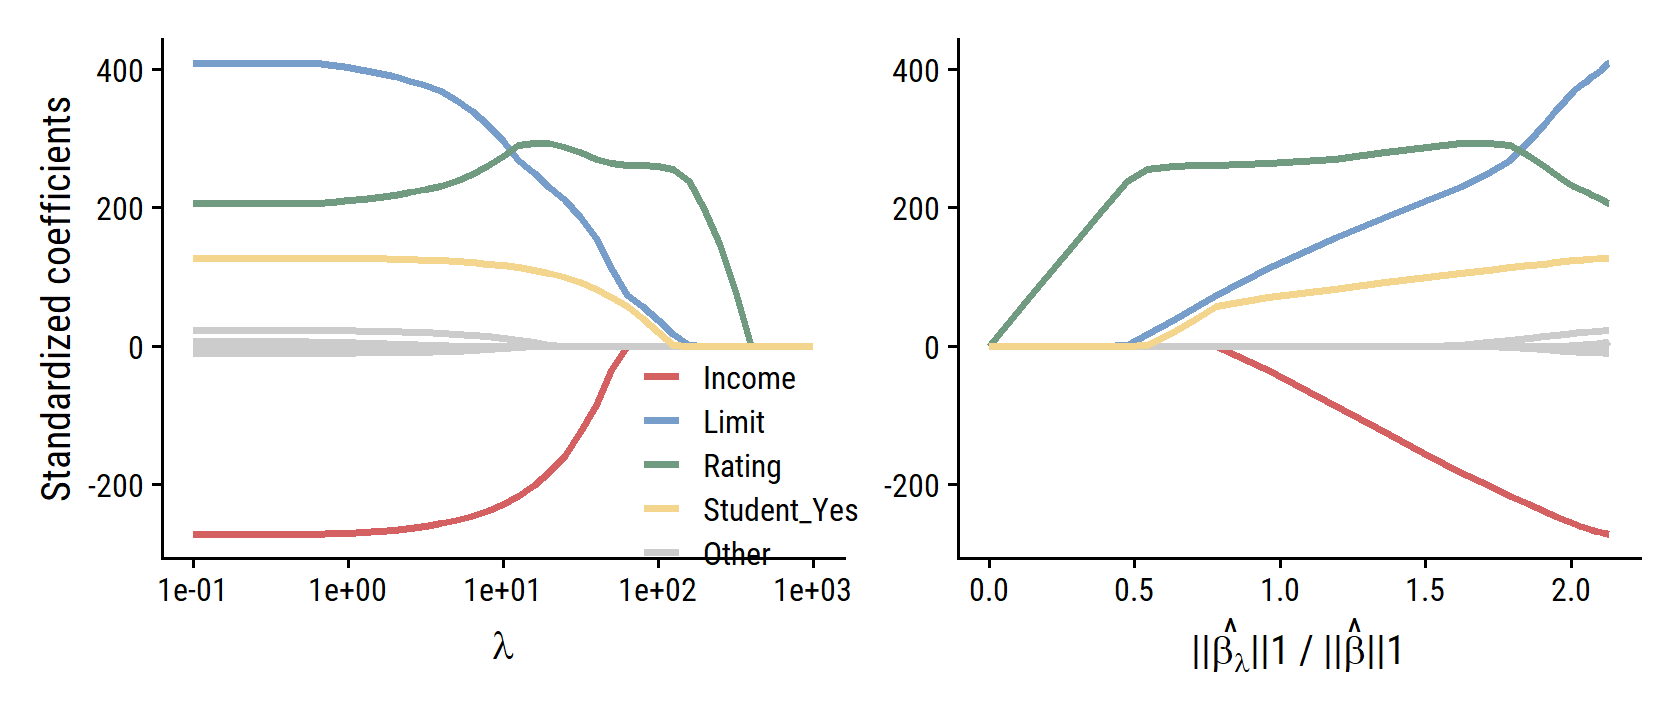 Standardized coefficients
400
200
0
-200
1e-01 1e+00 1e+01 1e+02 1e+03
λ
Income
Limit
Rating
Student_Yes
Other
400
200
0
-200
0.0 0.5 1.0 1.5 2.0
||β̂λ||1 / ||β̂||1